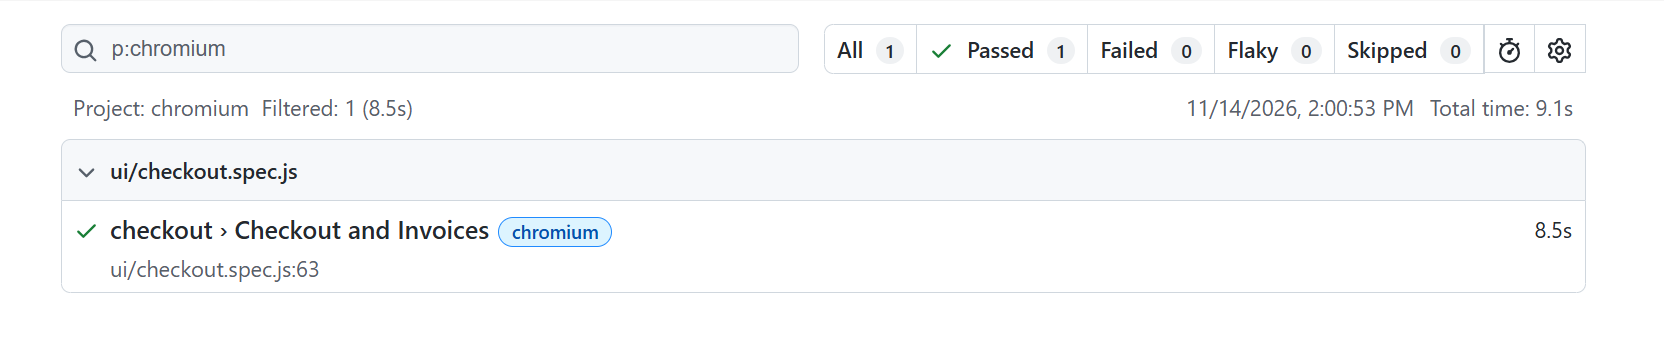 p:chromium
All 1 Passed 1 Failed 0 Flaky 0 Skipped 0
Project: chromium Filtered: 1 (8.5s) 11/14/2026, 2:00:53 PM Total time: 9.1s
ui/checkout.spec.js
checkout › Checkout and Invoices chromium 8.5s
ui/checkout.spec.js:63